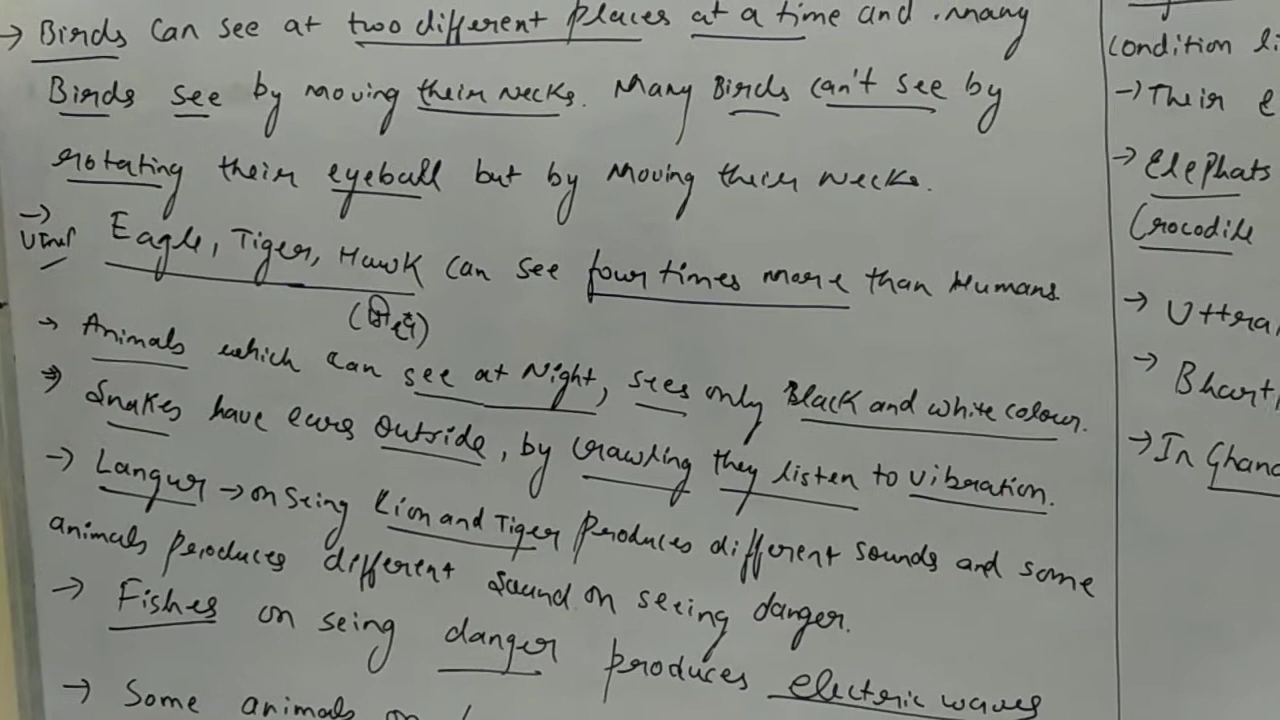 → Birds can see at two different places at a time and many
Birds see by moving their necks. Many Birds can't see by
rotating their eyeball but by moving their necks.
→ Eagle, Tiger, Hawk can see four times more than Humans
→ Animals which can see at Night, sees only Black and white colour.
→ Snakes have ears outside, by crawling they listen to vibration.
→ Langur → on seing Lion and Tiger produces different sounds and some
animals produces different sound on seeing danger.
→ Fishes on seing danger produces electric waves
→ Some animals on
condition li
→ Their e
→ Elephats
Crocodile
→ Uttra
→ Bhart
→ In Ghana